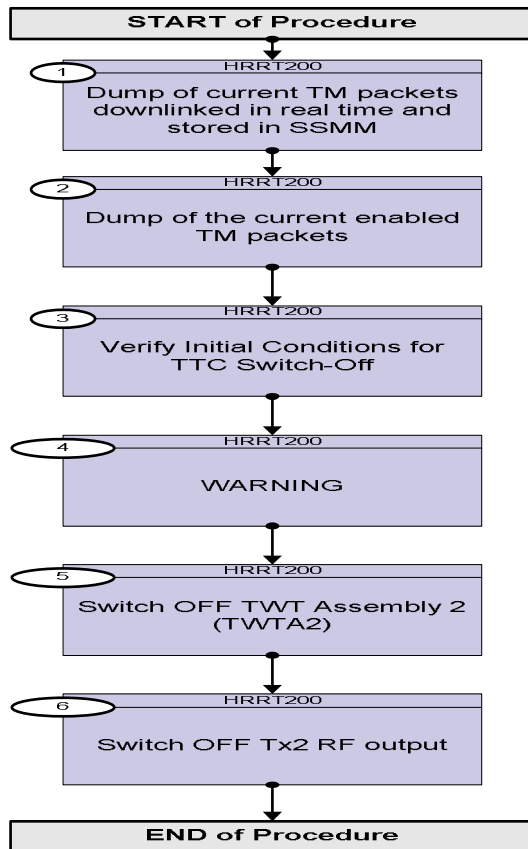 START of Procedure
HRRT200
1
Dump of current TM packets
downlinked in real time and
stored in SSMM
HRRT200
2
Dump of the current enabled
TM packets
HRRT200
3
Verify Initial Conditions for
TTC Switch-Off
HRRT200
4
WARNING
HRRT200
5
Switch OFF TWT Assembly 2
(TWTA2)
HRRT200
6
Switch OFF Tx2 RF output
END of Procedure